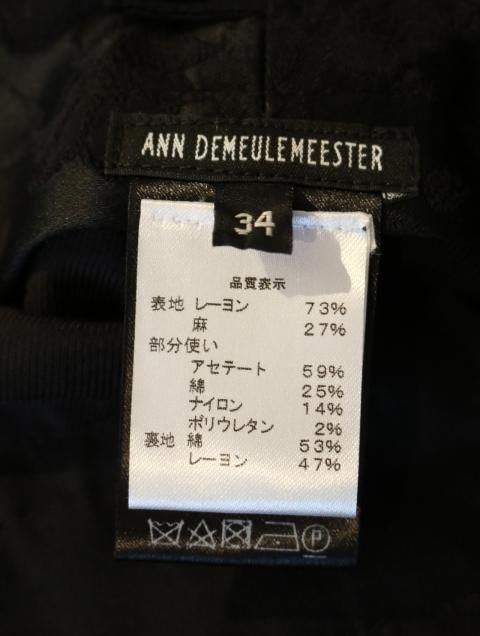 ANN DEMEULEMEESTER
34
品質表示
表地 レーヨン 73%
麻 27%
部分使い
アセテート 59%
綿 25%
ナイロン 14%
ポリウレタン 2%
裏地 綿 53%
レーヨン 47%
P